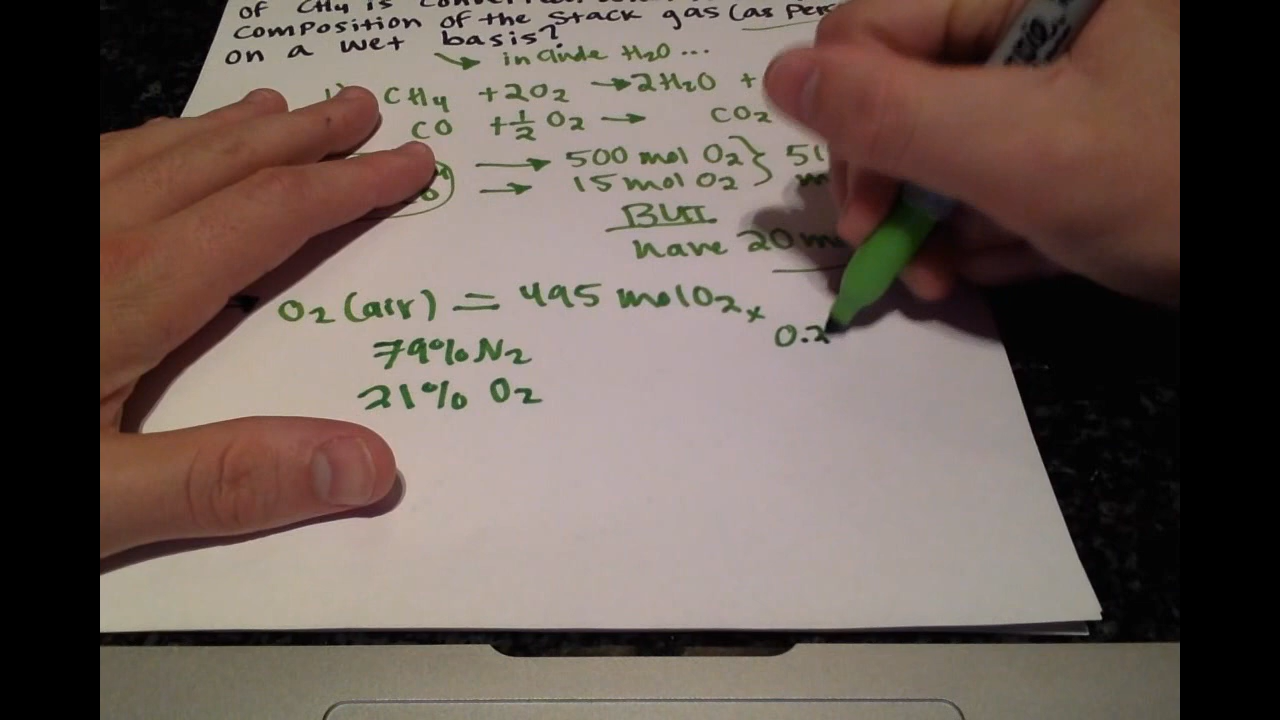 of CH4 is
composition of the stack gas (as per
on a wet basis?
include H2O ...
1) CH4 + 2O2 → 2H2O +
CO + 1/2 O2 → CO2
→ 500 mol O2 } 51
→ 15 mol O2
BUT
have 20 m
O2 (air) = 495 mol O2 x
0.2
79% N2
21% O2